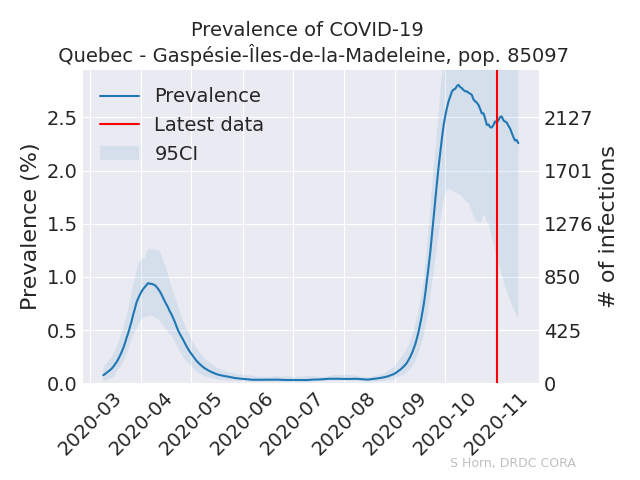 Prevalence of COVID-19
Quebec - Gaspésie-Îles-de-la-Madeleine, pop. 85097
Prevalence
Latest data
95CI
Prevalence (%)
2.5
2.0
1.5
1.0
0.5
0.0
2127
1701
1276
850
425
0
# of infections
2020-03
2020-04
2020-05
2020-06
2020-07
2020-08
2020-09
2020-10
2020-11
S Horn, DRDC CORA